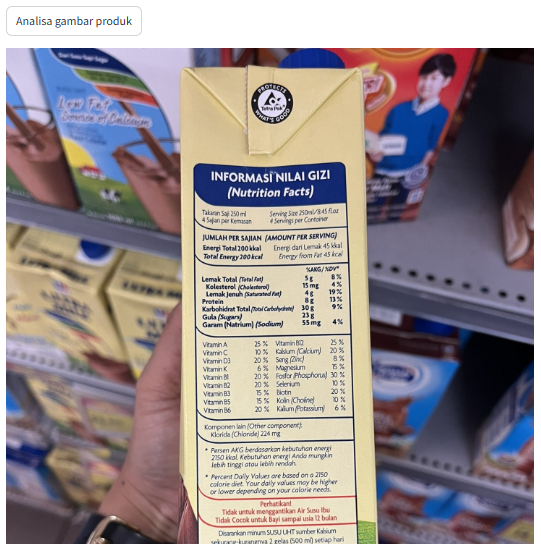 Analisa gambar produk
Dari Susu Sapi Segar
Low Fat
Source of Calcium
PROTECTS
Tetra Pak
WHAT'S GOOD
INFORMASI NILAI GIZI
(Nutrition Facts)
Takaran Saji 250 ml Serving Size 250ml/8.45 fl.oz
4 Sajian per Kemasan 4 Servings per Container
JUMLAH PER SAJIAN (AMOUNT PER SERVING)
Energi Total 200 kkal Energi dari Lemak 45 kkal
Total Energy 200 kcal Energy from Fat 45 kcal
%AKG/%DV*
Lemak Total (Total Fat) 5 g 8 %
Kolesterol (Cholesterol) 15 mg 4 %
Lemak Jenuh (Saturated Fat) 4 g 19 %
Protein 8 g 13 %
Karbohidrat Total (Total Carbohydrate) 30 g 9 %
Gula (Sugars) 23 g
Garam (Natrium) (Sodium) 55 mg 4 %
Vitamin A 25 % Vitamin B12 25 %
Vitamin C 10 % Kalsium (Calcium) 20 %
Vitamin D3 20 % Seng (Zinc) 8 %
Vitamin K 6 % Magnesium 15 %
Vitamin B1 20 % Fosfor (Phosphorus) 30 %
Vitamin B2 20 % Selenium 10 %
Vitamin B3 15 % Biotin 20 %
Vitamin B5 15 % Kolin (Choline) 10 %
Vitamin B6 20 % Kalium (Potassium) 6 %
Komponen lain (Other component):
Klorida (Chloride) 224 mg
* Persen AKG berdasarkan kebutuhan energi
2150 kkal. Kebutuhan energi Anda mungkin
lebih tinggi atau lebih rendah.
* Percent Daily Values are based on a 2150
calorie diet. Your daily values may be higher
or lower depending on your calorie needs.
Perhatikan!
Tidak untuk menggantikan Air Susu Ibu
Tidak Cocok untuk Bayi sampai usia 12 bulan
Disarankan minum SUSU UHT sumber Kalsium
sekurang-kurangnya 2 gelas (500 ml) setiap hari